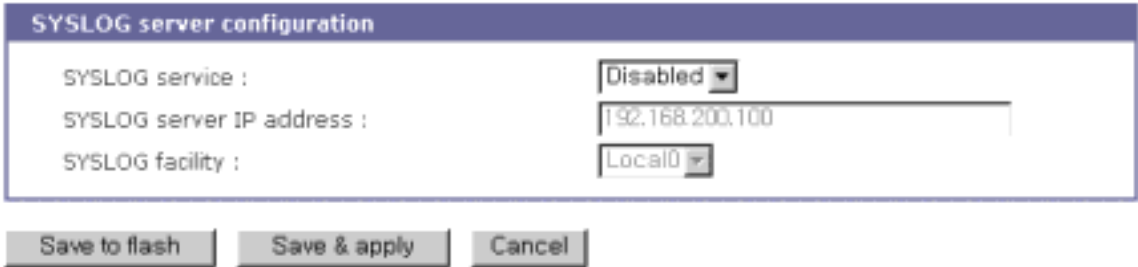 SYSLOG server configuration
SYSLOG service : Disabled
SYSLOG server IP address : 192.168.200.100
SYSLOG facility : Local0
Save to flash Save & apply Cancel